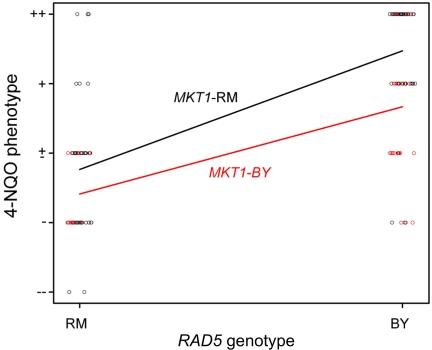 ++
+
4-NQO phenotype
MKT1-RM
±
MKT1-BY
-
--
RM
BY
RAD5 genotype